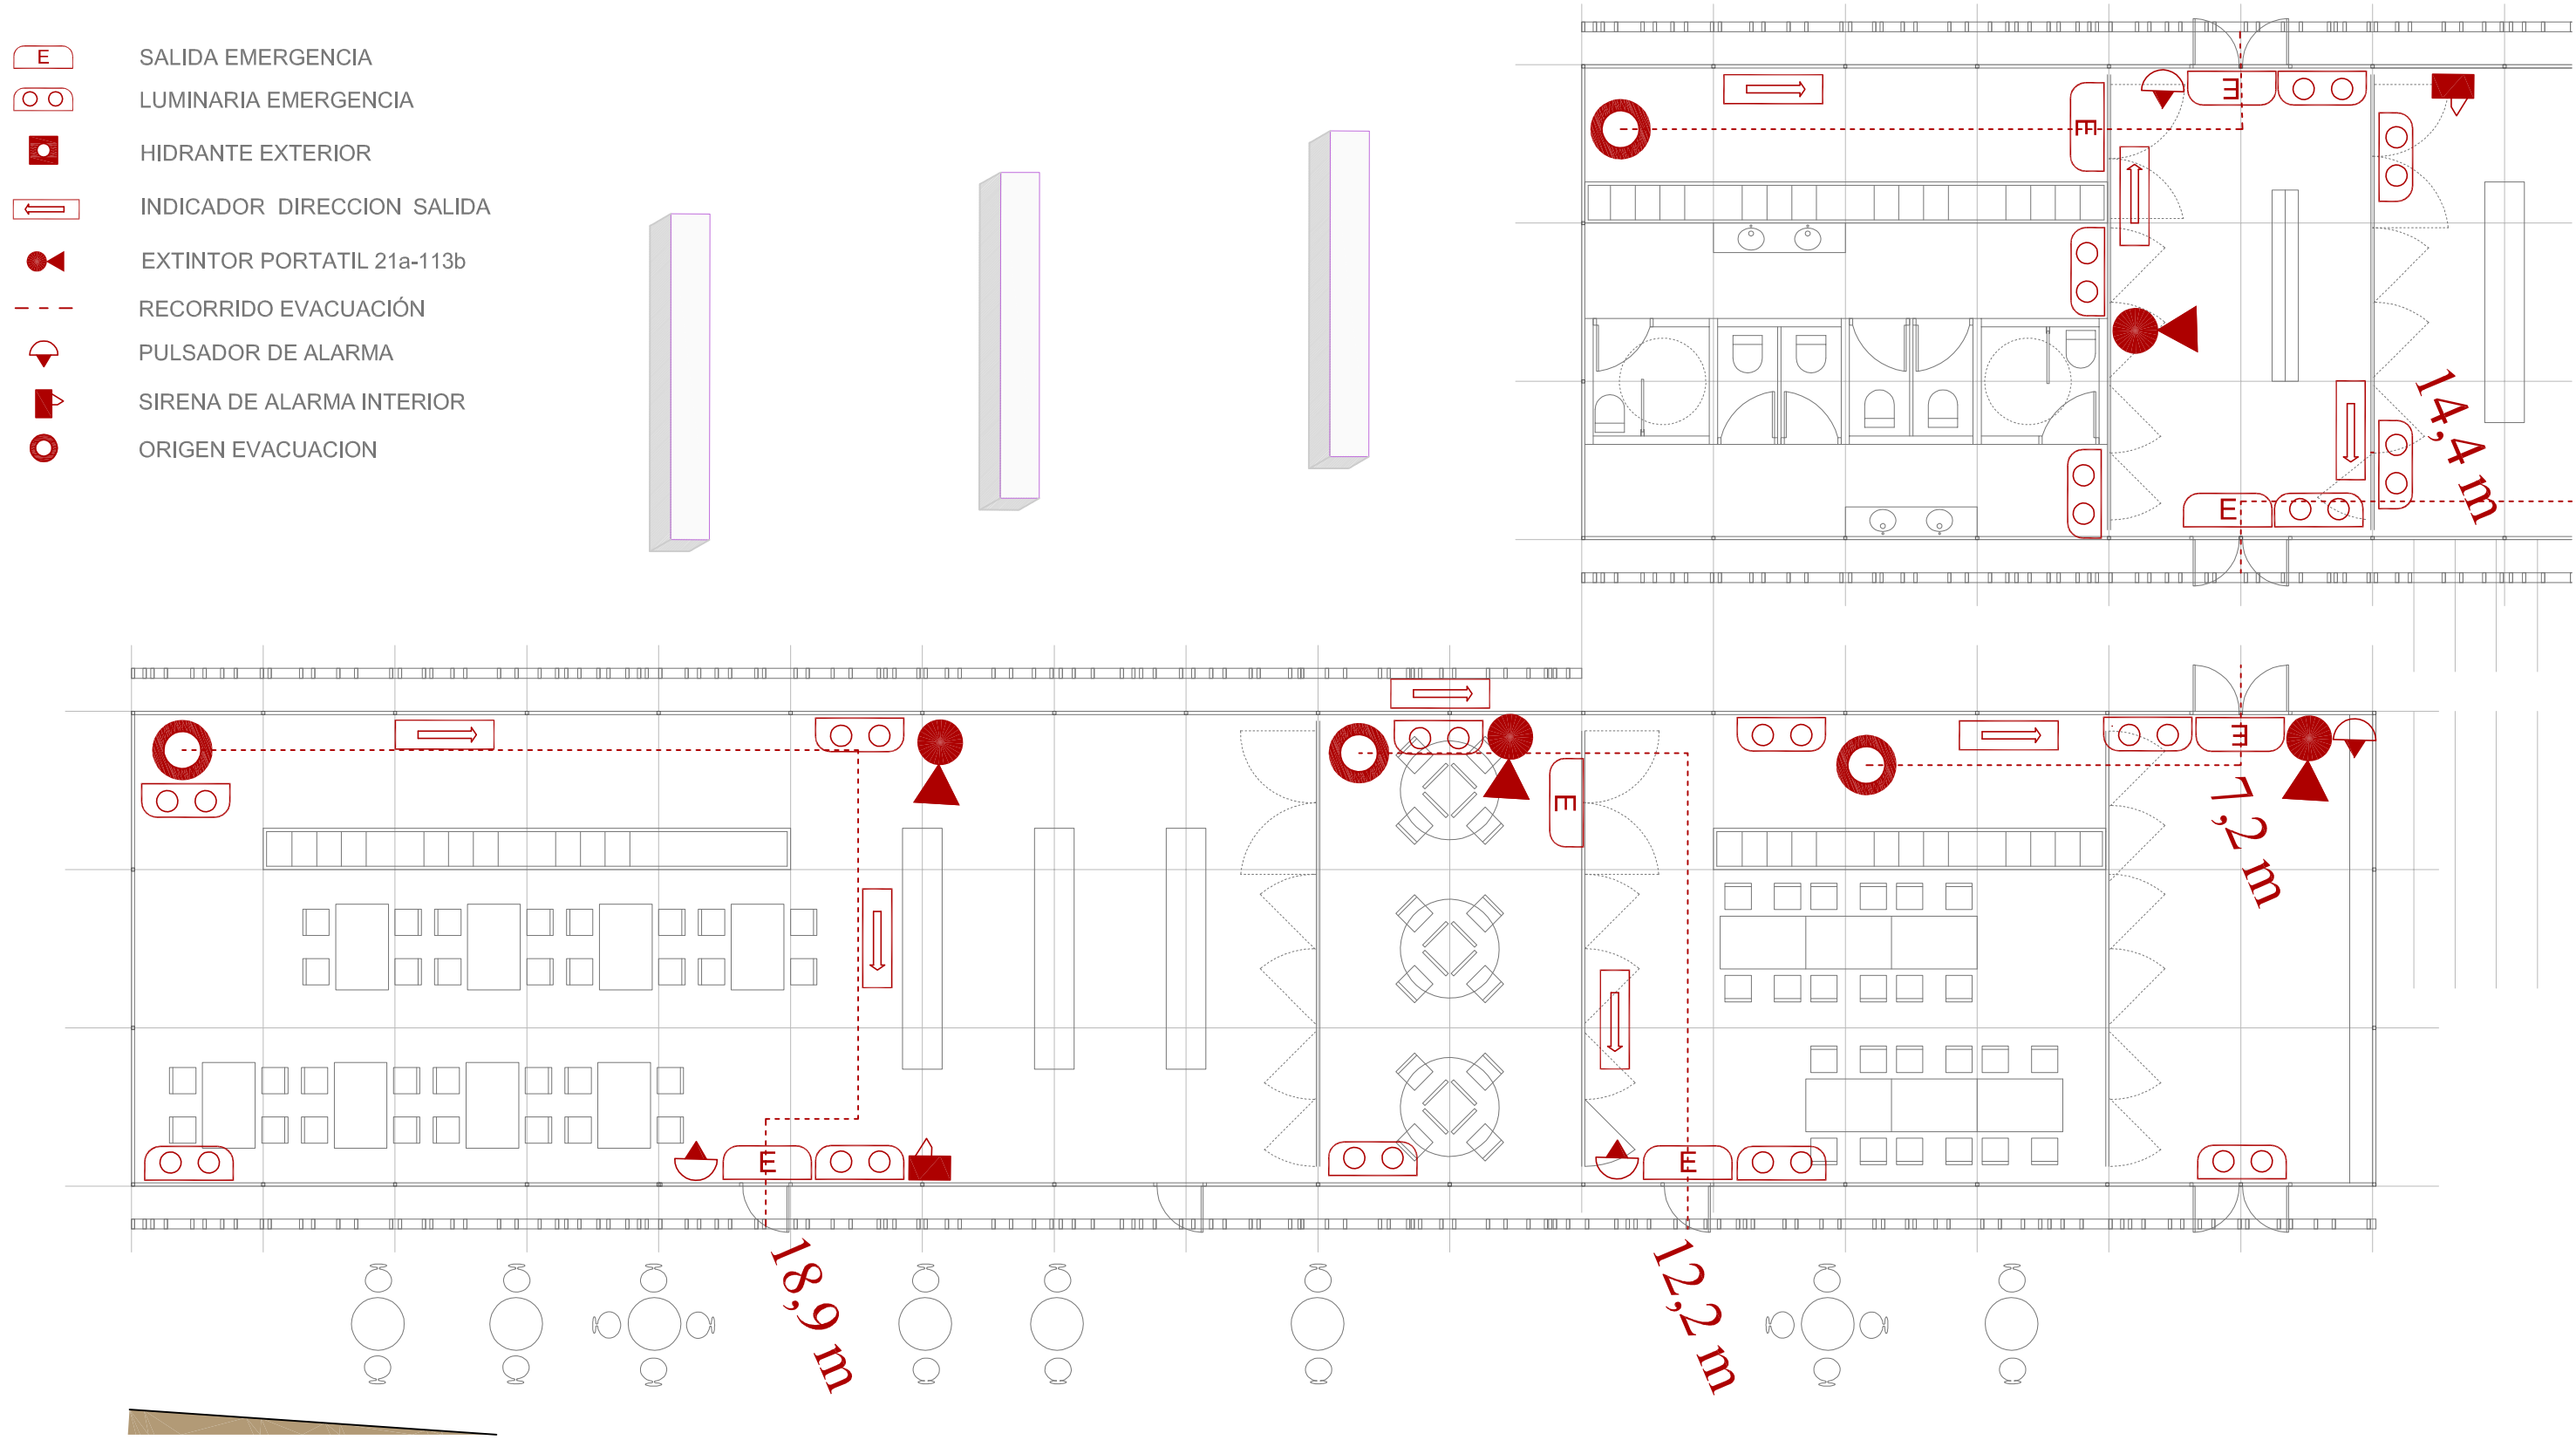 E SALIDA EMERGENCIA
LUMINARIA EMERGENCIA
HIDRANTE EXTERIOR
INDICADOR DIRECCION SALIDA
EXTINTOR PORTATIL 21a-113b
RECORRIDO EVACUACIÓN
PULSADOR DE ALARMA
SIRENA DE ALARMA INTERIOR
ORIGEN EVACUACION
E
E
14,4 m
E
E
E
7,2 m
E
E
18,9 m
12,2 m